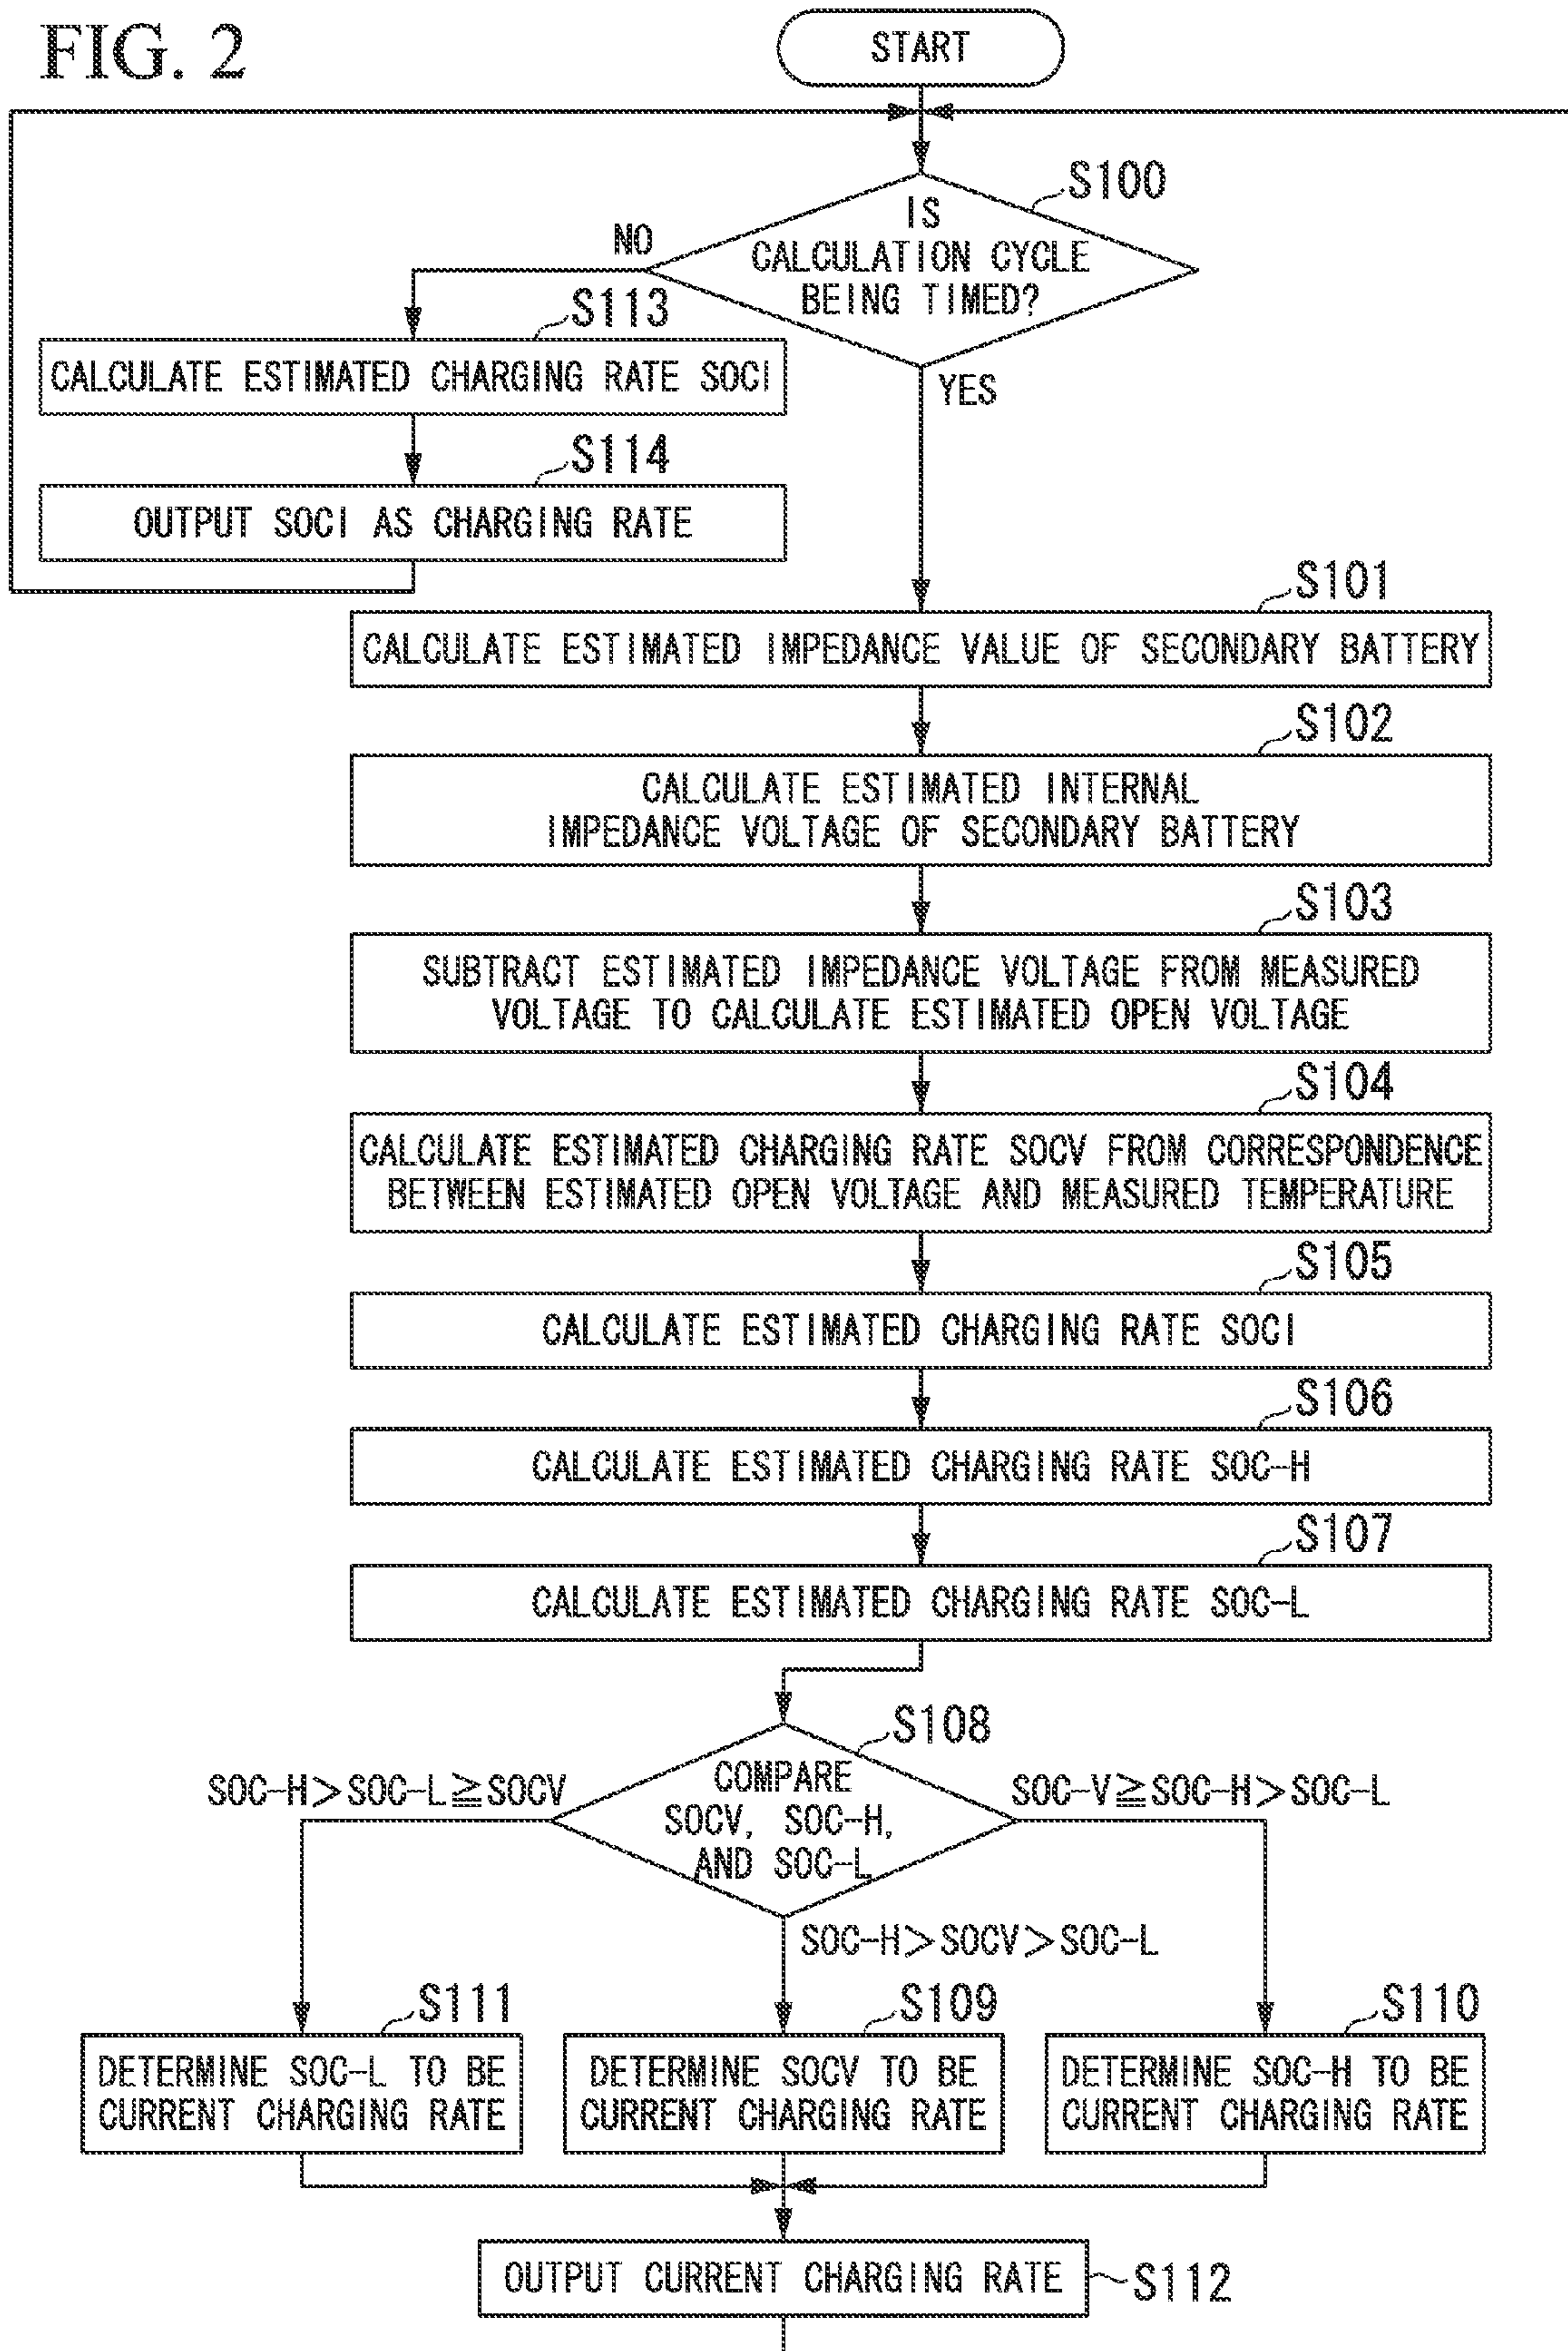 FIG. 2
START
S100
IS
CALCULATION CYCLE
BEING TIMED?
NO
YES
S113
CALCULATE ESTIMATED CHARGING RATE SOCI
S114
OUTPUT SOCI AS CHARGING RATE
S101
CALCULATE ESTIMATED IMPEDANCE VALUE OF SECONDARY BATTERY
S102
CALCULATE ESTIMATED INTERNAL
IMPEDANCE VOLTAGE OF SECONDARY BATTERY
S103
SUBTRACT ESTIMATED IMPEDANCE VOLTAGE FROM MEASURED
VOLTAGE TO CALCULATE ESTIMATED OPEN VOLTAGE
S104
CALCULATE ESTIMATED CHARGING RATE SOCV FROM CORRESPONDENCE
BETWEEN ESTIMATED OPEN VOLTAGE AND MEASURED TEMPERATURE
S105
CALCULATE ESTIMATED CHARGING RATE SOCI
S106
CALCULATE ESTIMATED CHARGING RATE SOC-H
S107
CALCULATE ESTIMATED CHARGING RATE SOC-L
S108
COMPARE
SOCV, SOC-H,
AND SOC-L
SOC-H>SOC-L≧SOCV
SOC-V≧SOC-H>SOC-L
SOC-H>SOCV>SOC-L
S111
DETERMINE SOC-L TO BE
CURRENT CHARGING RATE
S109
DETERMINE SOCV TO BE
CURRENT CHARGING RATE
S110
DETERMINE SOC-H TO BE
CURRENT CHARGING RATE
OUTPUT CURRENT CHARGING RATE
S112